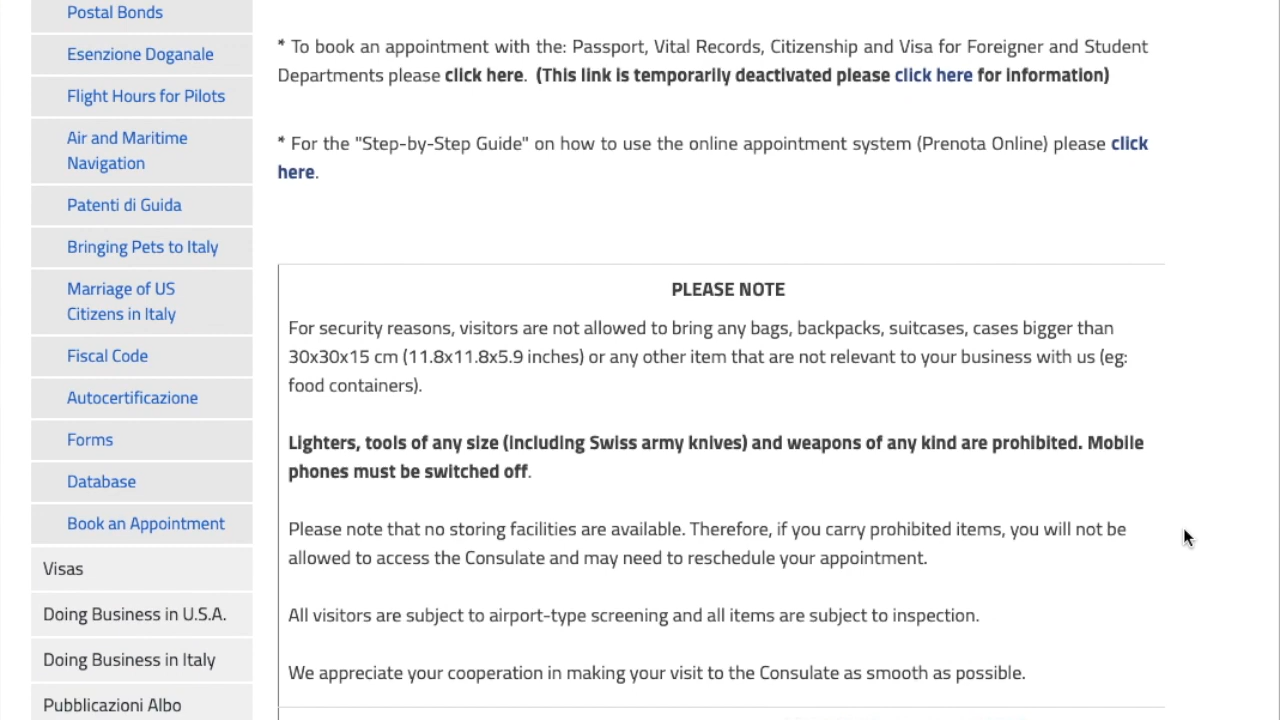 Postal Bonds
Esenzione Doganale
Flight Hours for Pilots
Air and Maritime
Navigation
Patenti di Guida
Bringing Pets to Italy
Marriage of US
Citizens in Italy
Fiscal Code
Autocertificazione
Forms
Database
Book an Appointment
Visas
Doing Business in U.S.A.
Doing Business in Italy
Pubblicazioni Albo
* To book an appointment with the: Passport, Vital Records, Citizenship and Visa for Foreigner and Student
Departments please click here. (This link is temporarily deactivated please click here for information)
* For the "Step-by-Step Guide" on how to use the online appointment system (Prenota Online) please click
here.
PLEASE NOTE
For security reasons, visitors are not allowed to bring any bags, backpacks, suitcases, cases bigger than
30x30x15 cm (11.8x11.8x5.9 inches) or any other item that are not relevant to your business with us (eg:
food containers).
Lighters, tools of any size (including Swiss army knives) and weapons of any kind are prohibited. Mobile
phones must be switched off.
Please note that no storing facilities are available. Therefore, if you carry prohibited items, you will not be
allowed to access the Consulate and may need to reschedule your appointment.
All visitors are subject to airport-type screening and all items are subject to inspection.
We appreciate your cooperation in making your visit to the Consulate as smooth as possible.